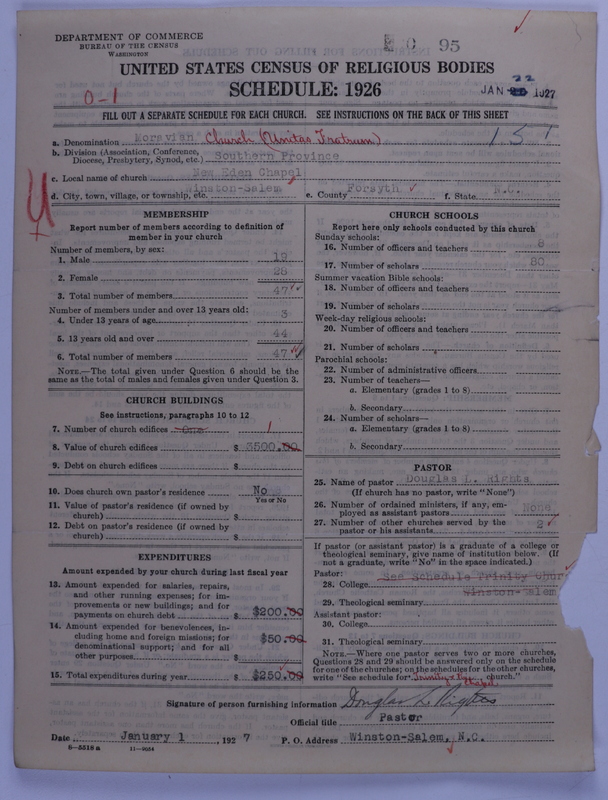 DEPARTMENT OF COMMERCE
BUREAU OF THE CENSUS
WASHINGTON
95
UNITED STATES CENSUS OF RELIGIOUS BODIES
SCHEDULE: 1926
0-1
JAN 22 1927
FILL OUT A SEPARATE SCHEDULE FOR EACH CHURCH. SEE INSTRUCTIONS ON THE BACK OF THIS SHEET
a. Denomination Moravian Church (Unitas Fratrum) 151
b. Division (Association, Conference, Diocese, Presbytery, Synod, etc.) Southern Province
c. Local name of church New Eden Chapel
d. City, town, village, or township, etc. Winston-Salem e. County Forsyth f. State N.C.
MEMBERSHIP
Report number of members according to definition of
member in your church
Number of members, by sex:
1. Male 19
2. Female 28
3. Total number of members 47
Number of members under and over 13 years old:
4. Under 13 years of age 3
5. 13 years old and over 44
6. Total number of members 47
NOTE.—The total given under Question 6 should be the
same as the total of males and females given under Question 3.
CHURCH BUILDINGS
See instructions, paragraphs 10 to 12
7. Number of church edifices One 1
8. Value of church edifices $ 3500.00
9. Debt on church edifices $
10. Does church own pastor's residence No
Yes or No
11. Value of pastor's residence (if owned by
church) $
12. Debt on pastor's residence (if owned by
church) $
EXPENDITURES
Amount expended by your church during last fiscal year
13. Amount expended for salaries, repairs,
and other running expenses; for im-
provements or new buildings; and for
payments on church debt $200.00
14. Amount expended for benevolences, in-
cluding home and foreign missions; for
denominational support; and for all
other purposes $ $50.00
15. Total expenditures during year $ $250.00
CHURCH SCHOOLS
Report here only schools conducted by this church
Sunday schools:
16. Number of officers and teachers 8
17. Number of scholars 80
Summer vacation Bible schools:
18. Number of officers and teachers
19. Number of scholars
Week-day religious schools:
20. Number of officers and teachers
21. Number of scholars
Parochial schools:
22. Number of administrative officers
23. Number of teachers—
a. Elementary (grades 1 to 8)
b. Secondary
24. Number of scholars—
a. Elementary (grades 1 to 8)
b. Secondary
PASTOR
25. Name of pastor Douglas L. Rights
(If church has no pastor, write "None")
26. Number of ordained ministers, if any, em-
ployed as assistant pastors None
27. Number of other churches served by the
pastor or his assistants 2
If pastor (or assistant pastor) is a graduate of a college or
theological seminary, give name of institution below. (If
not a graduate, write "No" in the space indicated.)
Pastor: See Schedule Trinity Chur
28. College Winston-Salem
29. Theological seminary
Assistant pastor:
30. College
31. Theological seminary
NOTE.—Where one pastor serves two or more churches,
Questions 28 and 29 should be answered only on the schedule
for one of the churches; on the schedules for the other churches,
write "See schedule for Trinity church."
Signature of person furnishing information Douglas L. Rights
Official title Pastor
Date January 1, 1927 P. O. Address Winston-Salem, N.C.
6—5518 a 11—9034